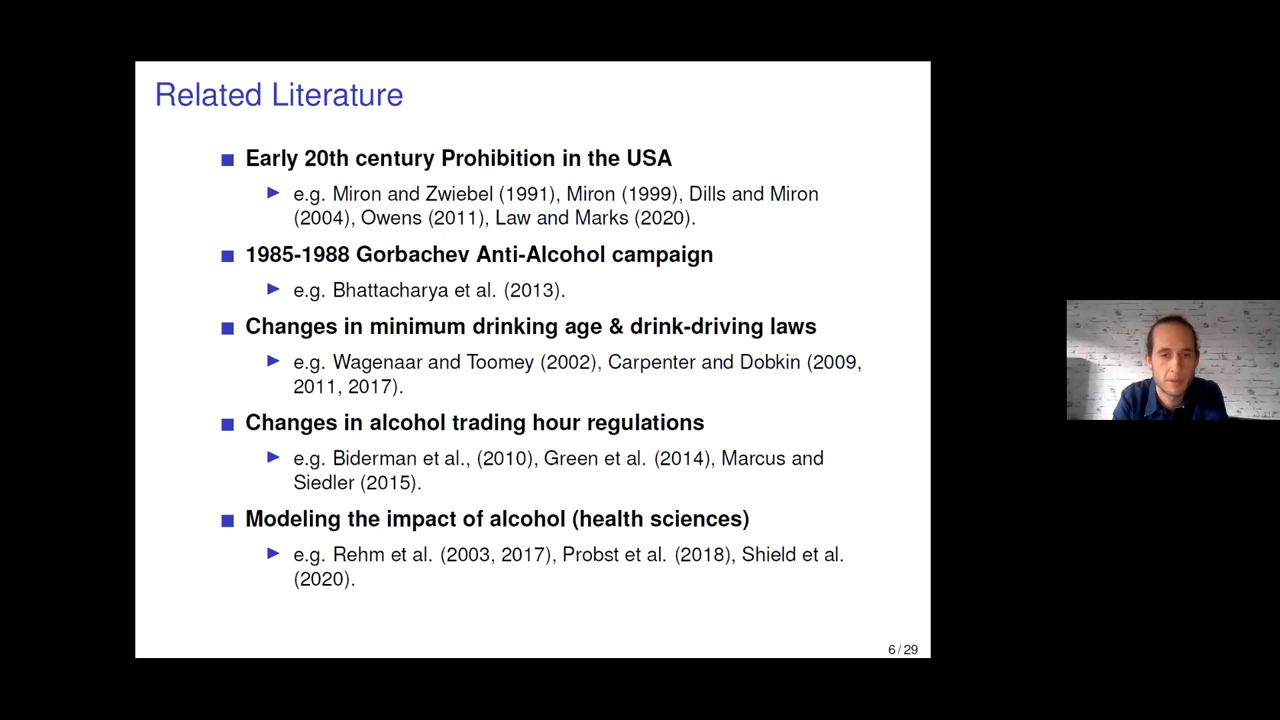 Related Literature
Early 20th century Prohibition in the USA
e.g. Miron and Zwiebel (1991), Miron (1999), Dills and Miron
(2004), Owens (2011), Law and Marks (2020).
1985-1988 Gorbachev Anti-Alcohol campaign
e.g. Bhattacharya et al. (2013).
Changes in minimum drinking age & drink-driving laws
e.g. Wagenaar and Toomey (2002), Carpenter and Dobkin (2009,
2011, 2017).
Changes in alcohol trading hour regulations
e.g. Biderman et al., (2010), Green et al. (2014), Marcus and
Siedler (2015).
Modeling the impact of alcohol (health sciences)
e.g. Rehm et al. (2003, 2017), Probst et al. (2018), Shield et al.
(2020).
6 / 29